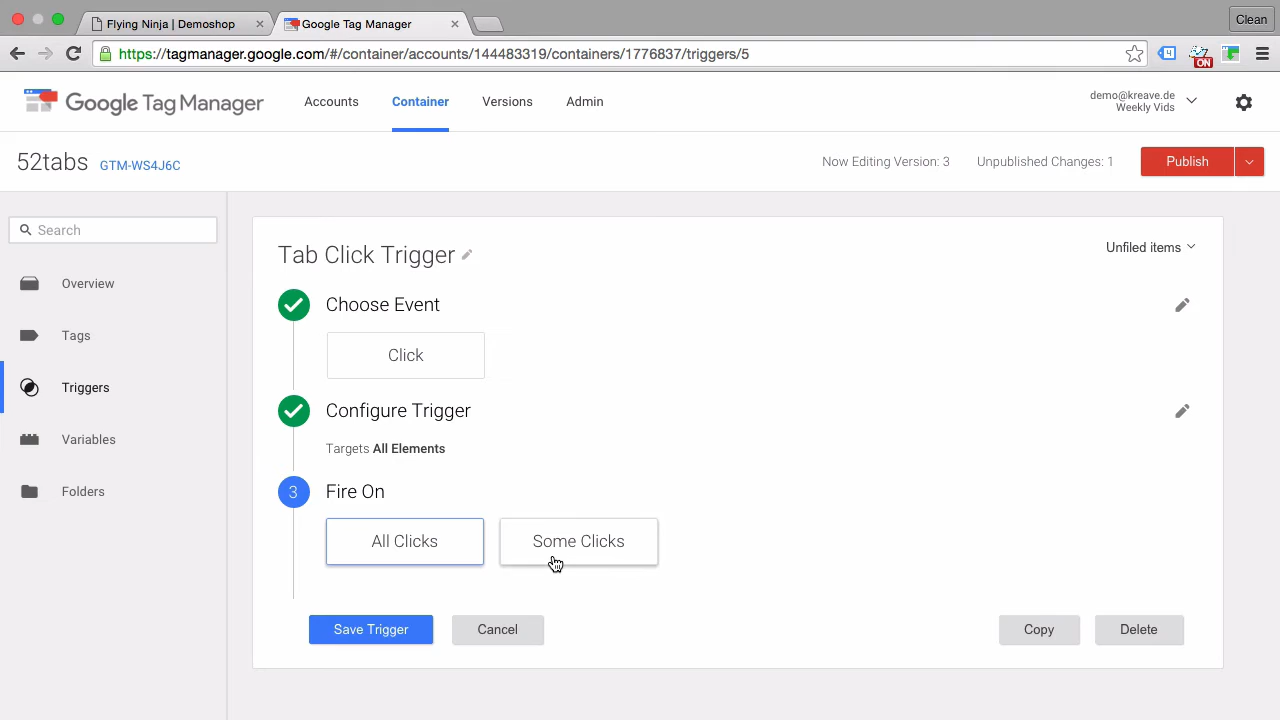 Flying Ninja | Demoshop
Google Tag Manager
Clean
https://tagmanager.google.com/#/container/accounts/144483319/containers/1776837/triggers/5
4
ON
Google Tag Manager
Accounts
Container
Versions
Admin
demo@kreave.de
Weekly Vids
52tabs
GTM-WS4J6C
Now Editing Version: 3
Unpublished Changes: 1
Publish
Search
Overview
Tags
Triggers
Variables
Folders
Tab Click Trigger
Unfiled items
Choose Event
Click
Configure Trigger
Targets All Elements
3
Fire On
All Clicks
Some Clicks
Save Trigger
Cancel
Copy
Delete